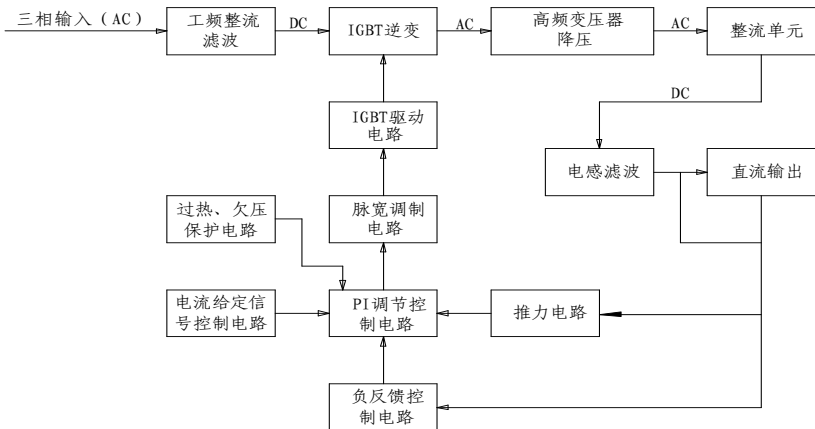 三相输入（AC）
工频整流
滤波
DC
IGBT逆变
AC
高频变压器
降压
AC
整流单元
DC
IGBT驱动
电路
电感滤波
直流输出
过热、欠压
保护电路
脉宽调制
电路
电流给定信
号控制电路
PI调节控
制电路
推力电路
负反馈控
制电路